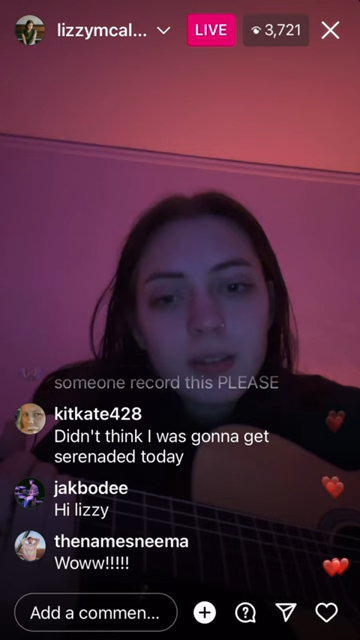 lizzymcal...
LIVE
3,721
someone record this PLEASE
kitkate428
Didn't think I was gonna get
serenaded today
jakbodee
Hi lizzy
thenamesneema
Woww!!!!!
Add a commen...